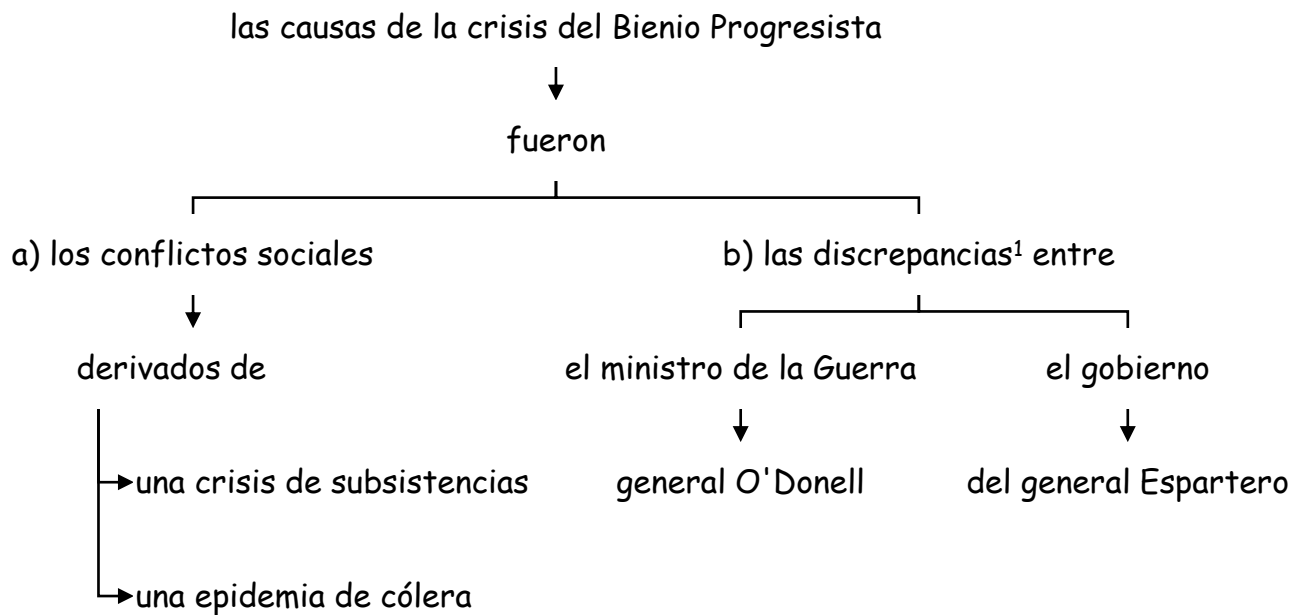 las causas de la crisis del Bienio Progresista
fueron
a) los conflictos sociales
b) las discrepancias¹ entre
derivados de
el ministro de la Guerra
el gobierno
una crisis de subsistencias
general O'Donell
del general Espartero
una epidemia de cólera